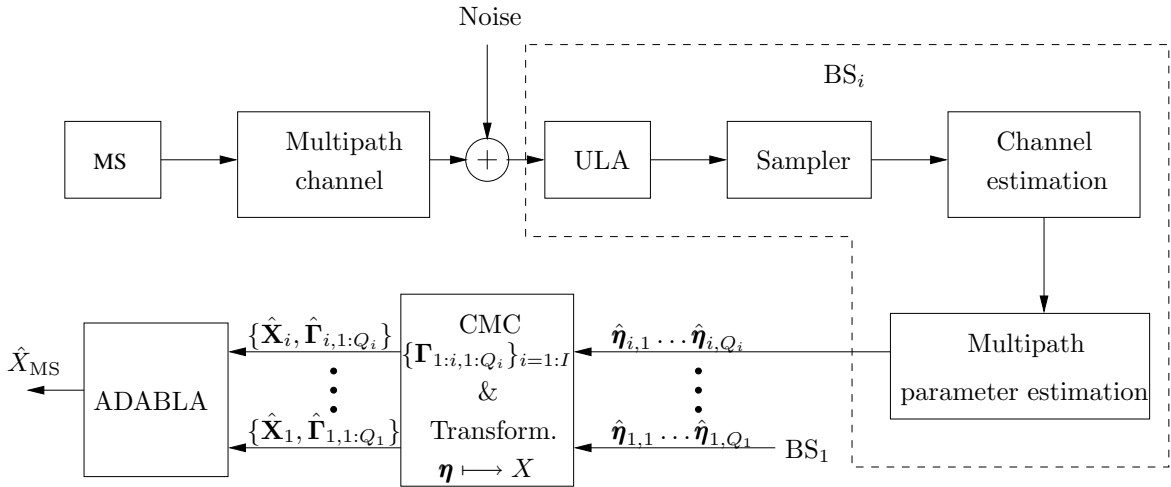 Noise
BS_i
MS
Multipath
channel
+
ULA
Sampler
Channel
estimation
X̂_MS
ADABLA
{X̂_i, Γ̂_{i,1:Q_i}}
{X̂_1, Γ̂_{1,1:Q_1}}
CMC
{Γ_{1:i,1:Q_i}}_{i=1:I}
&
Transform.
η ⟼ X
η̂_{i,1} … η̂_{i,Q_i}
η̂_{1,1} … η̂_{1,Q_1}
BS_1
Multipath
parameter estimation